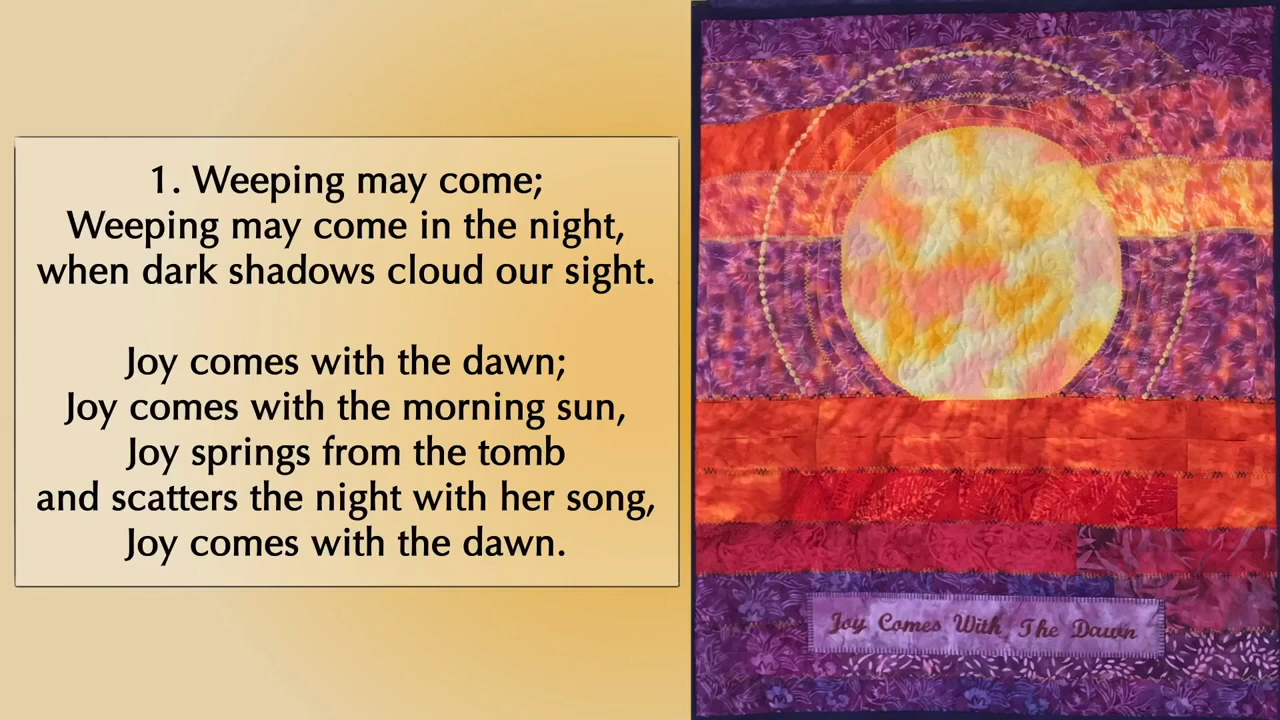 1. Weeping may come;
Weeping may come in the night,
when dark shadows cloud our sight.
Joy comes with the dawn;
Joy comes with the morning sun,
Joy springs from the tomb
and scatters the night with her song,
Joy comes with the dawn.
Joy Comes With The Dawn